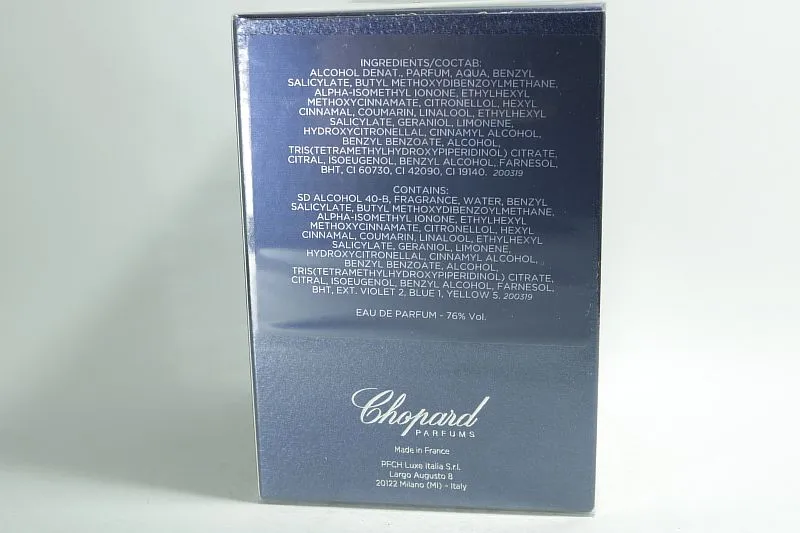 INGREDIENTS/СОСТАВ:
ALCOHOL DENAT., PARFUM, AQUA, BENZYL
SALICYLATE, BUTYL METHOXYDIBENZOYLMETHANE,
ALPHA-ISOMETHYL IONONE, ETHYLHEXYL
METHOXYCINNAMATE, CITRONELLOL, HEXYL
CINNAMAL, COUMARIN, LINALOOL, ETHYLHEXYL
SALICYLATE, GERANIOL, LIMONENE,
HYDROXYCITRONELLAL, CINNAMYL ALCOHOL,
BENZYL BENZOATE, ALCOHOL,
TRIS(TETRAMETHYLHYDROXYPIPERIDINOL) CITRATE,
CITRAL, ISOEUGENOL, BENZYL ALCOHOL, FARNESOL,
BHT, CI 60730, CI 42090, CI 19140. 200319
CONTAINS:
SD ALCOHOL 40-B, FRAGRANCE, WATER, BENZYL
SALICYLATE, BUTYL METHOXYDIBENZOYLMETHANE,
ALPHA-ISOMETHYL IONONE, ETHYLHEXYL
METHOXYCINNAMATE, CITRONELLOL, HEXYL
CINNAMAL, COUMARIN, LINALOOL, ETHYLHEXYL
SALICYLATE, GERANIOL, LIMONENE,
HYDROXYCITRONELLAL, CINNAMYL ALCOHOL,
BENZYL BENZOATE, ALCOHOL,
TRIS(TETRAMETHYLHYDROXYPIPERIDINOL) CITRATE,
CITRAL, ISOEUGENOL, BENZYL ALCOHOL, FARNESOL,
BHT, EXT. VIOLET 2, BLUE 1, YELLOW 5. 200319
EAU DE PARFUM - 76% Vol.
Chopard
PARFUMS
Made in France
PFCH Luxe Italia S.r.l.
Largo Augusto 8
20122 Milano (MI) - Italy